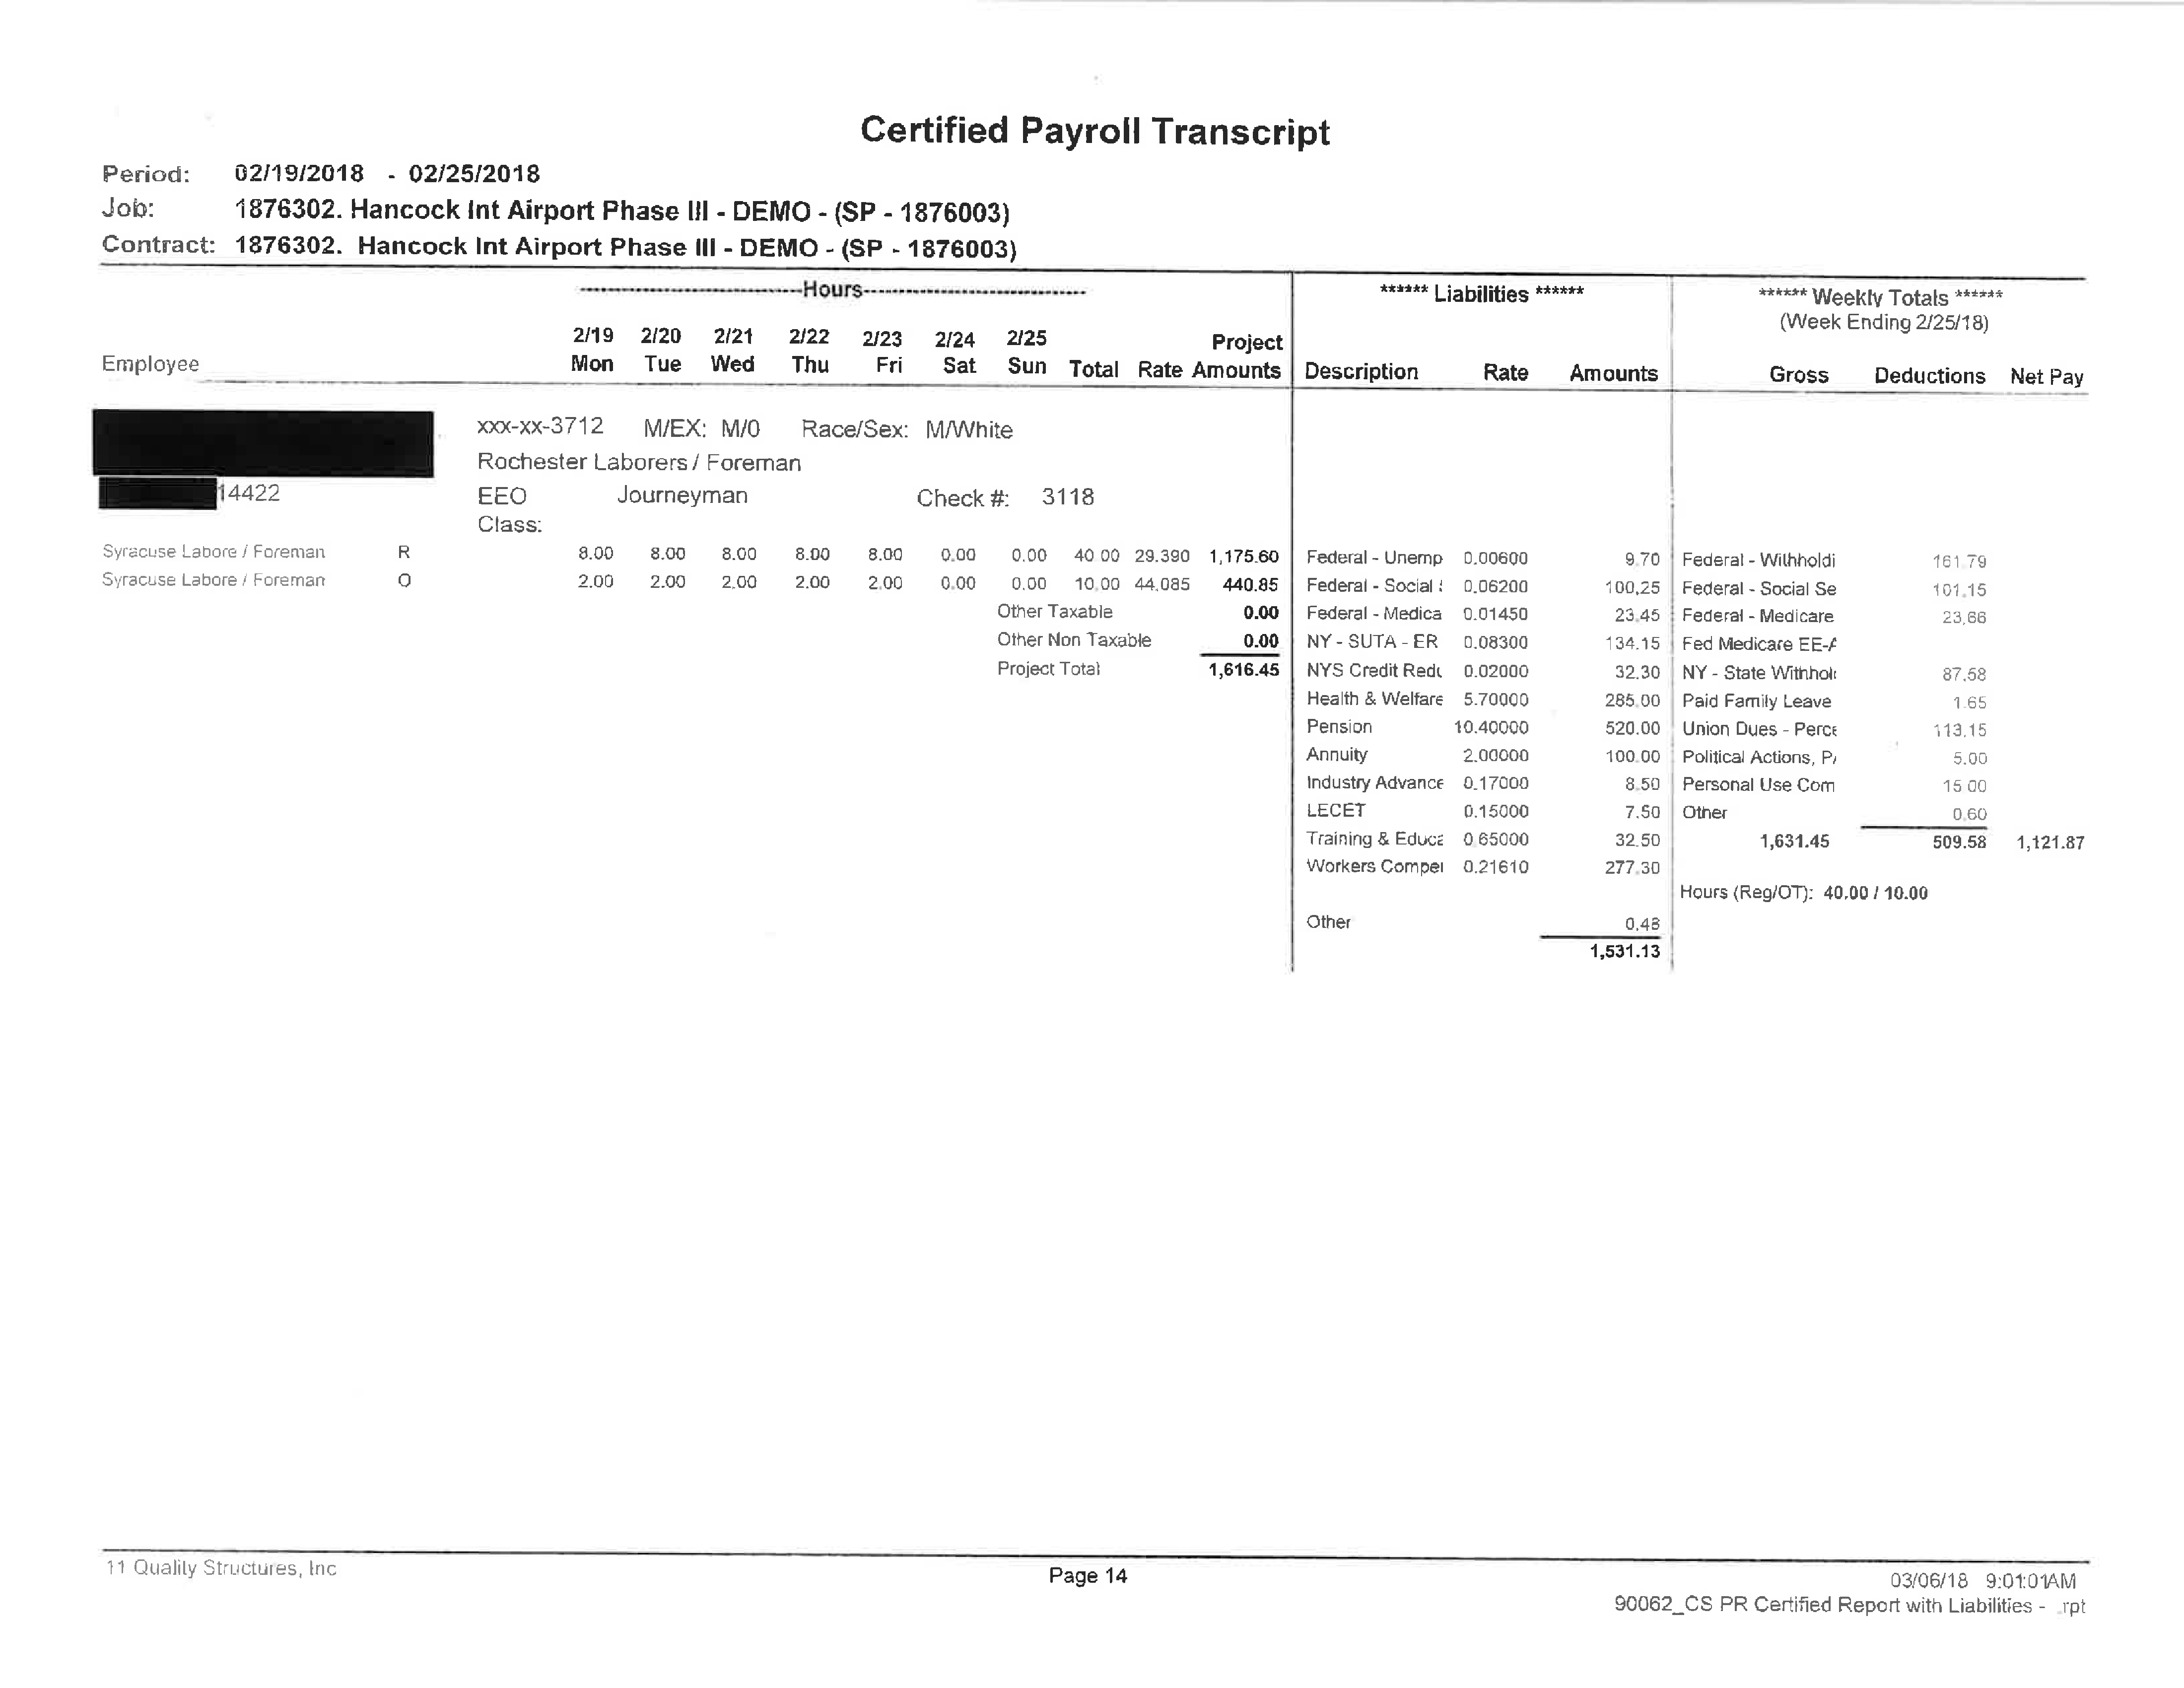 Certified Payroll Transcript
Period: 02/19/2018 - 02/25/2018
Job: 1876302. Hancock Int Airport Phase III - DEMO - (SP - 1876003)
Contract: 1876302. Hancock Int Airport Phase III - DEMO - (SP - 1876003)
-----Hours----- ****** Liabilities ****** ****** Weekly Totals ******
(Week Ending 2/25/18)
2/19 2/20 2/21 2/22 2/23 2/24 2/25 Project
Employee Mon Tue Wed Thu Fri Sat Sun Total Rate Amounts Description Rate Amounts Gross Deductions Net Pay
xxx-xx-3712 M/EX: M/0 Race/Sex: M/White
Rochester Laborers / Foreman
14422 EEO Journeyman Check #: 3118
Class:
Syracuse Labore / Foreman R 8.00 8.00 8.00 8.00 8.00 0.00 0.00 40.00 29.390 1,175.60 Federal - Unemp 0.00600 9.70 Federal - Withholdi 161.79
Syracuse Labore / Foreman O 2.00 2.00 2.00 2.00 2.00 0.00 0.00 10.00 44.085 440.85 Federal - Social 0.06200 100.25 Federal - Social Se 101.15
Other Taxable 0.00 Federal - Medica 0.01450 23.45 Federal - Medicare 23.66
Other Non Taxable 0.00 NY - SUTA - ER 0.08300 134.15 Fed Medicare EE-A
Project Total 1,616.45 NYS Credit Redu 0.02000 32.30 NY - State Withhol 87.58
Health & Welfare 5.70000 285.00 Paid Family Leave 1.65
Pension 10.40000 520.00 Union Dues - Perce 113.15
Annuity 2.00000 100.00 Political Actions, P 5.00
Industry Advance 0.17000 8.50 Personal Use Com 15.00
LECET 0.15000 7.50 Other 0.60
Training & Educa 0.65000 32.50 1,631.45 509.58 1,121.87
Workers Compe 0.21610 277.30
Hours (Reg/OT): 40.00 / 10.00
Other 0.48
1,531.13
11 Quality Structures, Inc Page 14 03/06/18 9:01:01AM
90062_CS PR Certified Report with Liabilities - .rpt